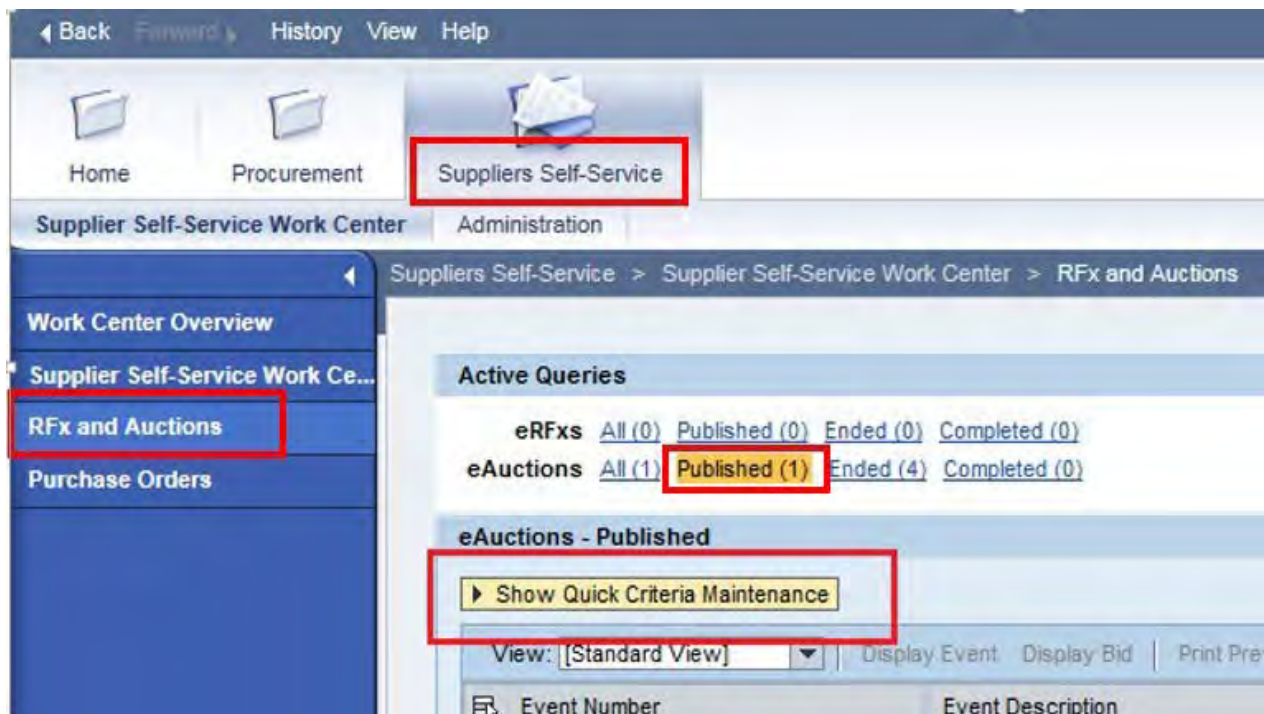 Back Forward History View Help
Home Procurement Suppliers Self-Service
Supplier Self-Service Work Center Administration
Suppliers Self-Service > Supplier Self-Service Work Center > RFx and Auctions
Work Center Overview
Supplier Self-Service Work Ce...
RFx and Auctions
Purchase Orders
Active Queries
eRFxs All (0) Published (0) Ended (0) Completed (0)
eAuctions All (1) Published (1) Ended (4) Completed (0)
eAuctions - Published
Show Quick Criteria Maintenance
View: [Standard View] Display Event Display Bid Print Pre
Event Number Event Description